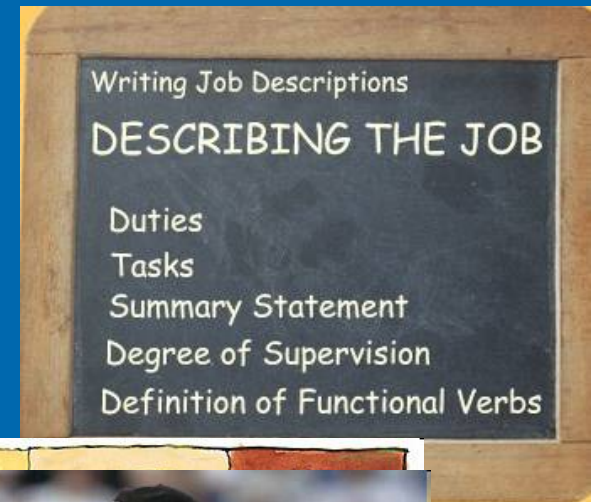 Writing Job Descriptions
DESCRIBING THE JOB
Duties
Tasks
Summary Statement
Degree of Supervision
Definition of Functional Verbs